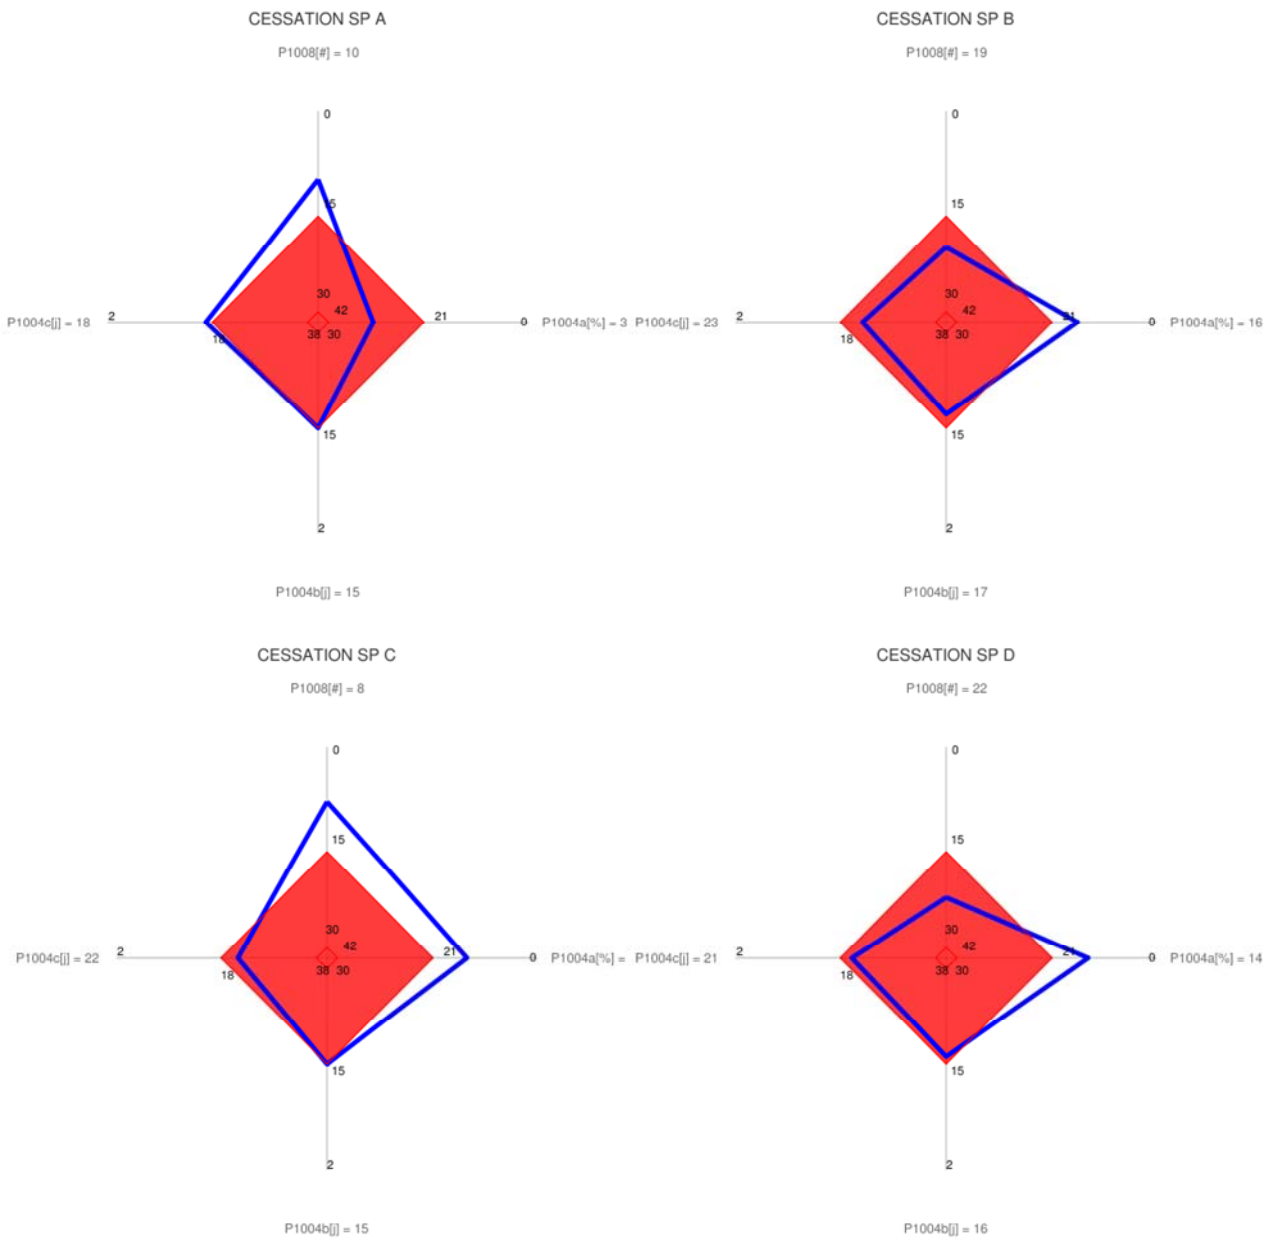 CESSATION SP A
P1008[#] = 10
0
15
30
42
P1004c[j] = 18
2
18
38
30
21
0
P1004a[%] = 3
15
2
P1004b[j] = 15
CESSATION SP B
P1008[#] = 19
0
15
30
42
P1004c[j] = 23
2
18
38
30
21
0
P1004a[%] = 16
15
2
P1004b[j] = 17
CESSATION SP C
P1008[#] = 8
0
15
30
42
P1004c[j] = 22
2
18
38
30
21
0
P1004a[%] =
15
2
P1004b[j] = 15
CESSATION SP D
P1008[#] = 22
0
15
30
42
P1004c[j] = 21
2
18
38
30
21
0
P1004a[%] = 14
15
2
P1004b[j] = 16